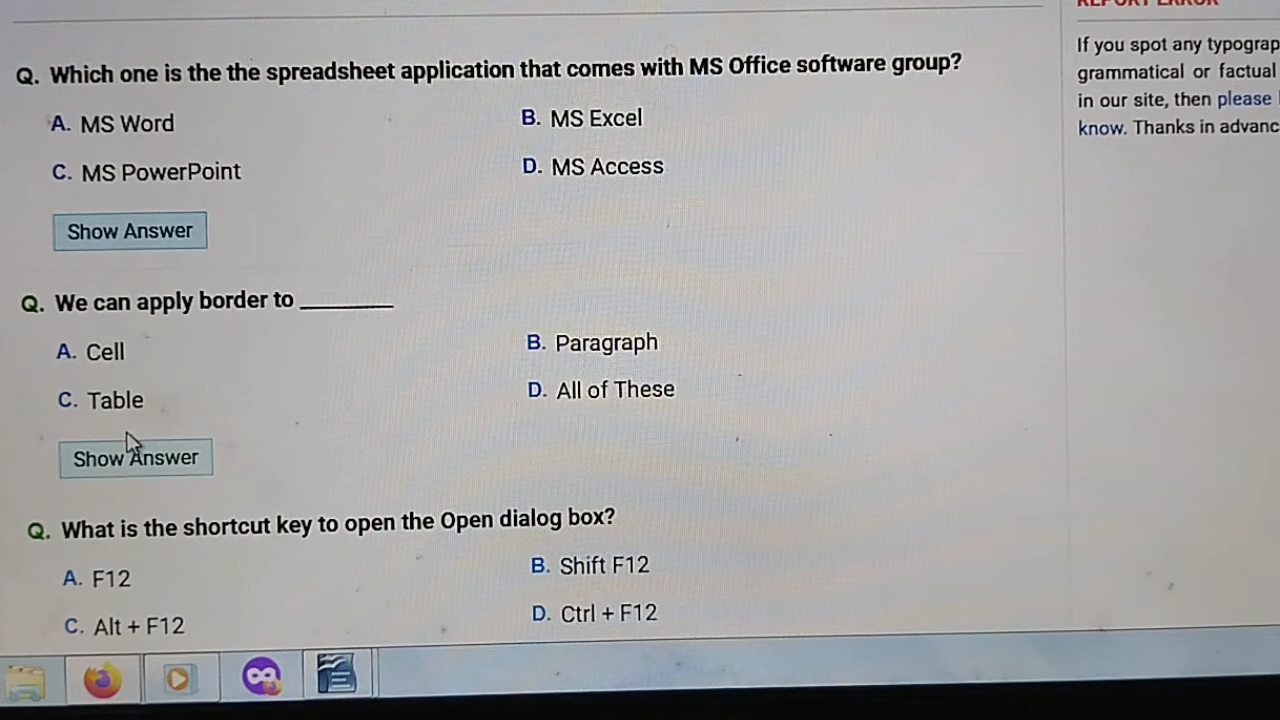 Q. Which one is the the spreadsheet application that comes with MS Office software group?
A. MS Word
B. MS Excel
C. MS PowerPoint
D. MS Access
Show Answer
Q. We can apply border to ________
A. Cell
B. Paragraph
C. Table
D. All of These
Show Answer
Q. What is the shortcut key to open the Open dialog box?
A. F12
B. Shift F12
C. Alt + F12
D. Ctrl + F12
REPORT ERROR
If you spot any typograp
grammatical or factual
in our site, then please
know. Thanks in advanc